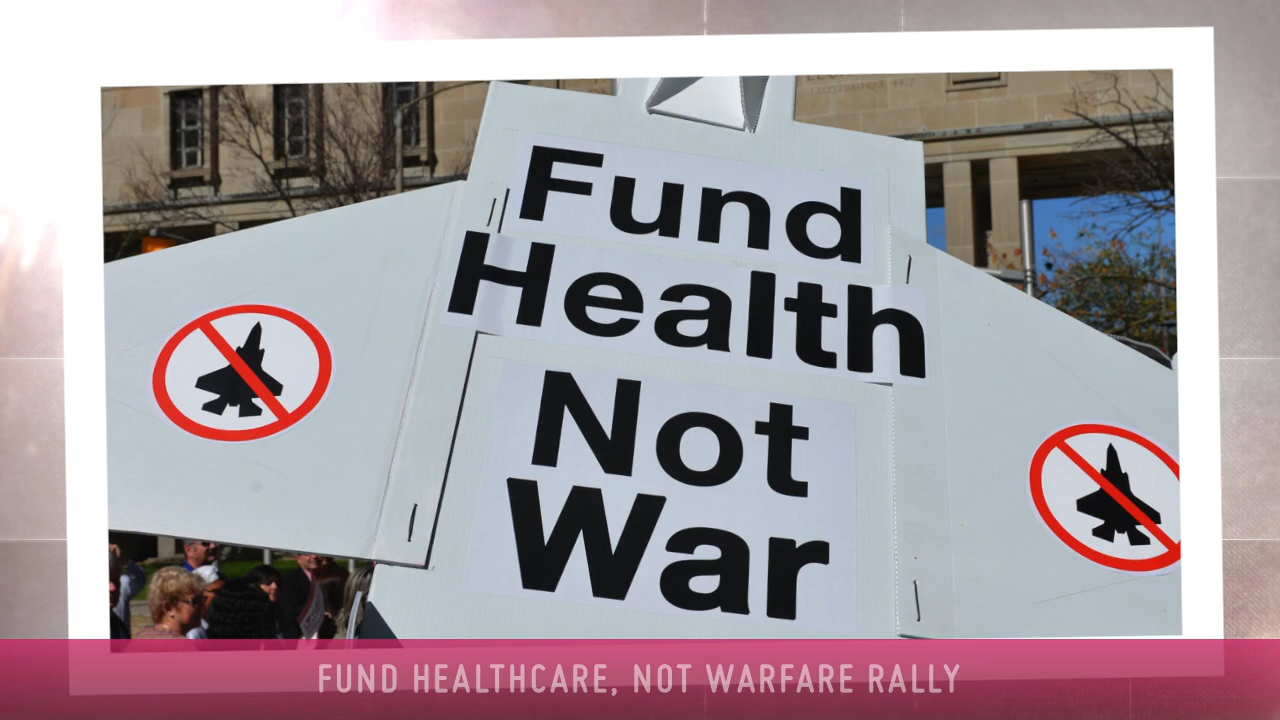 Fund
Health
Not
War
FUND HEALTHCARE, NOT WARFARE RALLY